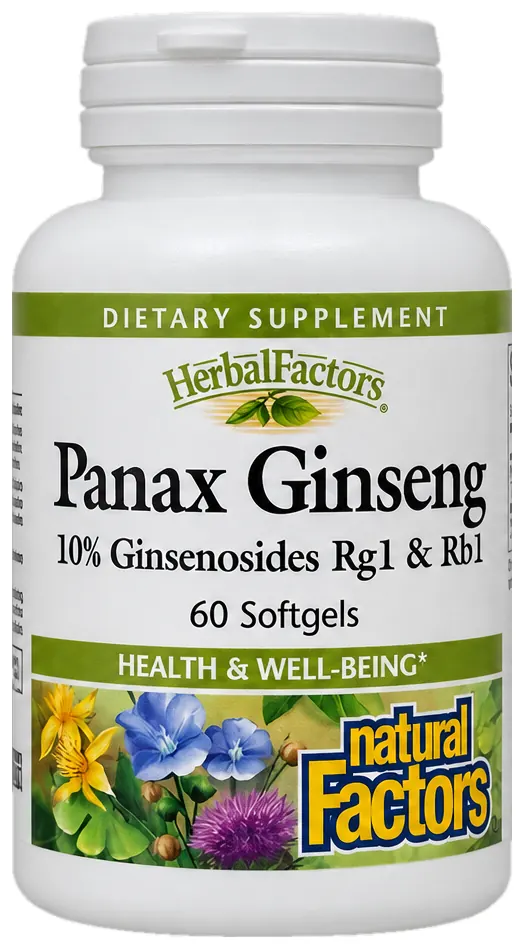 DIETARY SUPPLEMENT
HerbalFactors®
Panax Ginseng
10% Ginsenosides Rg1 & Rb1
60 Softgels
HEALTH & WELL-BEING*
natural
Factors